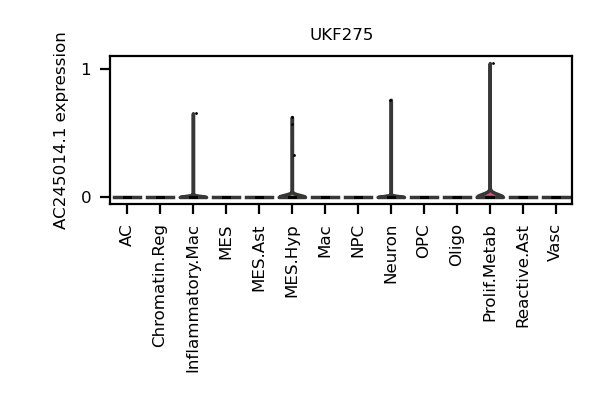 UKF275
AC245014.1 expression
1
0
AC
Chromatin.Reg
Inflammatory.Mac
MES
MES.Ast
MES.Hyp
Mac
NPC
Neuron
OPC
Oligo
Prolif.Metab
Reactive.Ast
Vasc